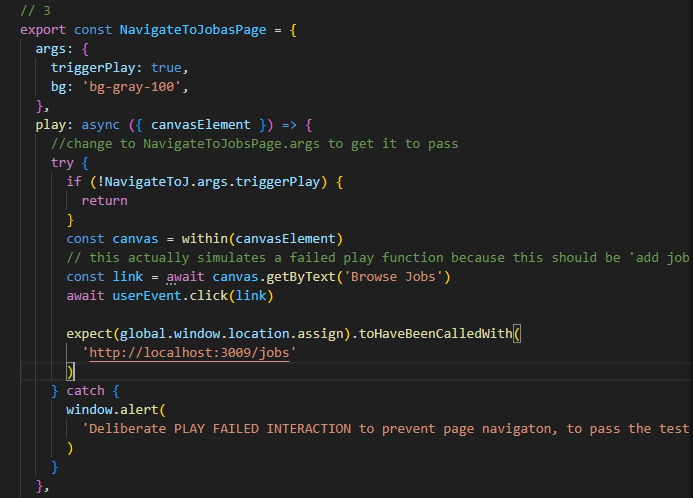 // 3
export const NavigateToJobasPage = {
args: {
triggerPlay: true,
bg: 'bg-gray-100',
},
play: async ({ canvasElement }) => {
//change to NavigateToJobsPage.args to get it to pass
try {
if (!NavigateToJ.args.triggerPlay) {
return
}
const canvas = within(canvasElement)
// this actually simulates a failed play function because this should be 'add job
const link = await canvas.getByText('Browse Jobs')
await userEvent.click(link)
expect(global.window.location.assign).toHaveBeenCalledWith(
'http://localhost:3009/jobs'
)
} catch {
window.alert(
'Deliberate PLAY FAILED INTERACTION to prevent page navigaton, to pass the test
)
}
},